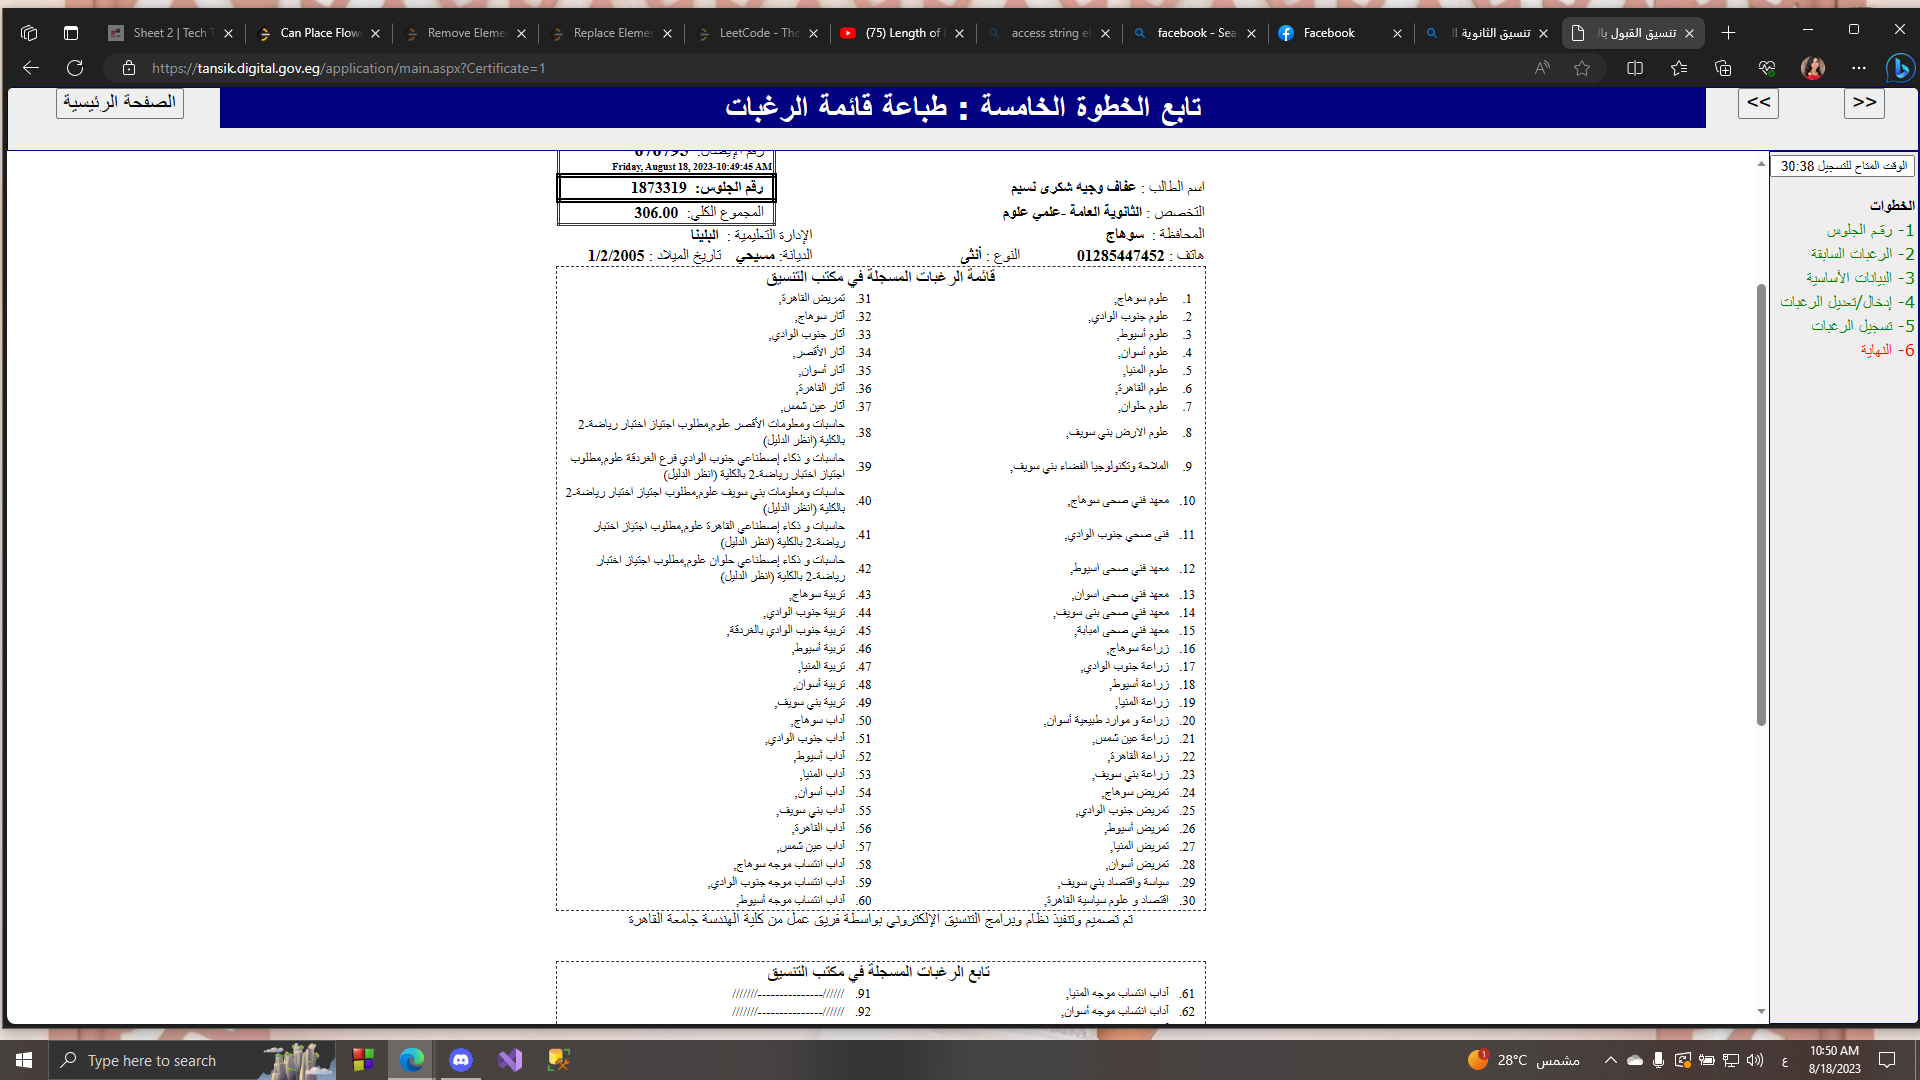 Sheet 2 | Tech T
Can Place Flow
Remove Eleme
Replace Elemen
LeetCode - The
(75) Length of
access string el
facebook - Sea
Facebook
تنسيق الثانوية ال
تنسيق القبول بال
https://tansik.digital.gov.eg/application/main.aspx?Certificate=1
الصفحة الرئيسية
تابع الخطوة الخامسة : طباعة قائمة الرغبات
<<
>>
الوقت المتاح للتسجيل 30:38
الخطوات
1- رقم الجلوس
2- الرغبات السابقة
3- البيانات الأساسية
4- إدخال/تعديل الرغبات
5- تسجيل الرغبات
6- النهاية
Friday, August 18, 2023-10:49:45 AM
اسم الطالب : عفاف وجيه شكرى نسيم
رقم الجلوس: 1873319
التخصص : الثانوية العامة -علمي علوم
المجموع الكلي: 306.00
المحافظة : سوهاج
الإدارة التعليمية : البلينا
هاتف : 01285447452
النوع : أنثى
الديانة: مسيحي
تاريخ الميلاد : 1/2/2005
قائمة الرغبات المسجلة في مكتب التنسيق
1. علوم سوهاج,
2. علوم جنوب الوادي,
3. علوم أسيوط,
4. علوم أسوان,
5. علوم المنيا,
6. علوم القاهرة,
7. علوم حلوان,
8. علوم الارض بني سويف,
9. الملاحة وتكنولوجيا الفضاء بني سويف,
10. معهد فني صحى سوهاج,
11. فنى صحي جنوب الوادي,
12. معهد فني صحى اسيوط,
13. معهد فني صحى اسوان,
14. معهد فني صحى بنى سويف,
15. معهد فني صحى امبابة,
16. زراعة سوهاج,
17. زراعة جنوب الوادي,
18. زراعة أسيوط,
19. زراعة المنيا,
20. زراعة و موارد طبيعية أسوان,
21. زراعة عين شمس,
22. زراعة القاهرة,
23. زراعة بني سويف,
24. تمريض سوهاج,
25. تمريض جنوب الوادي,
26. تمريض أسيوط,
27. تمريض المنيا,
28. تمريض أسوان,
29. سياسة واقتصاد بني سويف,
30. اقتصاد و علوم سياسية القاهرة,
31. تمريض القاهرة,
32. آثار سوهاج,
33. آثار جنوب الوادي,
34. آثار الأقصر,
35. آثار أسوان,
36. آثار القاهرة,
37. آثار عين شمس,
38. حاسبات ومعلومات الأقصر علوم,مطلوب اجتياز اختبار رياضة-2
بالكلية (انظر الدليل)
39. حاسبات و ذكاء إصطناعي جنوب الوادي فرع الغردقة علوم,مطلوب
اجتياز اختبار رياضة-2 بالكلية (انظر الدليل)
40. حاسبات ومعلومات بني سويف علوم,مطلوب اجتياز اختبار رياضة-2
بالكلية (انظر الدليل)
41. حاسبات و ذكاء إصطناعي القاهرة علوم,مطلوب اجتياز اختبار
رياضة-2 بالكلية (انظر الدليل)
42. حاسبات و ذكاء إصطناعي حلوان علوم,مطلوب اجتياز اختبار
رياضة-2 بالكلية (انظر الدليل)
43. تربية سوهاج,
44. تربية جنوب الوادي,
45. تربية جنوب الوادي بالغردقة,
46. تربية أسيوط,
47. تربية المنيا,
48. تربية أسوان,
49. تربية بني سويف,
50. آداب سوهاج,
51. آداب جنوب الوادي,
52. آداب أسيوط,
53. آداب المنيا,
54. آداب أسوان,
55. آداب بني سويف,
56. آداب القاهرة,
57. آداب عين شمس,
58. آداب انتساب موجه سوهاج,
59. آداب انتساب موجه جنوب الوادي,
60. آداب انتساب موجه أسيوط,
تم تصميم وتنفيذ نظام وبرامج التنسيق الإلكتروني بواسطة فريق عمل من كلية الهندسة جامعة القاهرة
تابع الرغبات المسجلة في مكتب التنسيق
61. آداب انتساب موجه المنيا,
62. آداب انتساب موجه أسوان,
91. //////---------------///////
92. //////---------------///////
Type here to search
28°C مشمس
ع
10:50 AM
8/18/2023